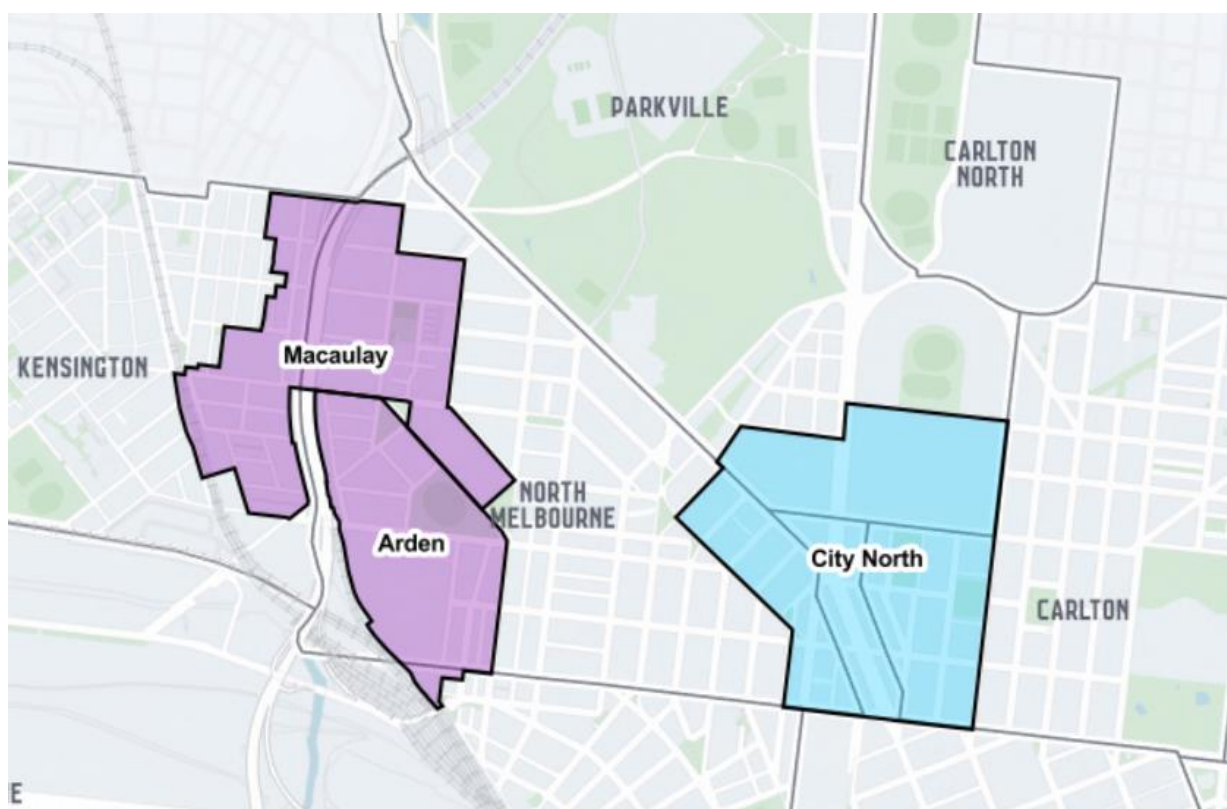 PARKVILLE
CARLTON
NORTH
Macaulay
KENSINGTON
NORTH
MELBOURNE
Arden
City North
CARLTON
E